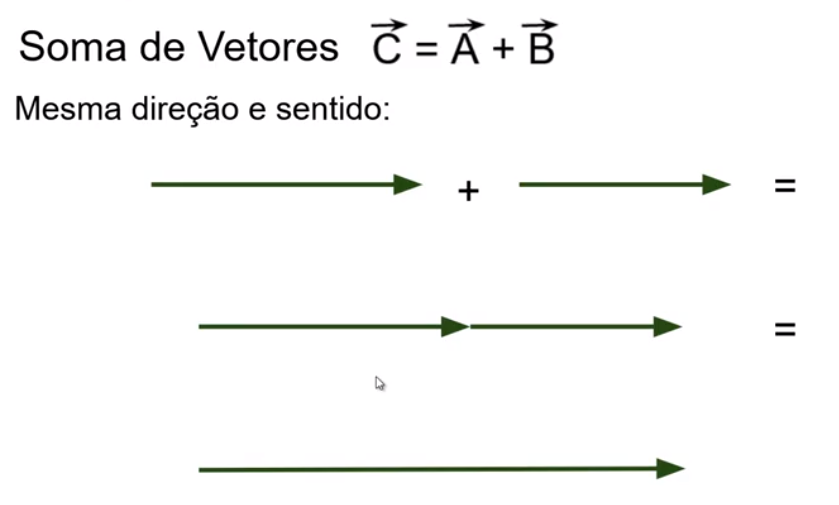 Soma de Vetores C⃗ = A⃗ + B⃗
Mesma direção e sentido:
+ =
=